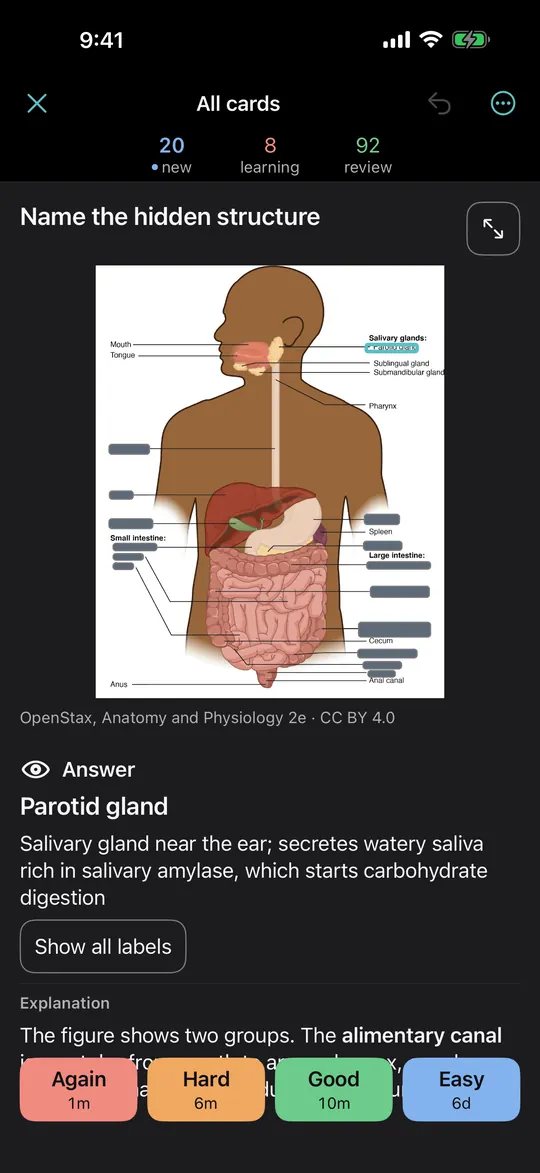 9:41
All cards
20
8
92
new
learning
review
Name the hidden structure
Salivary glands:
Mouth
Tongue
Sublingual gland
Submandibular gland
Pharynx
Spleen
Small intestine:
Large intestine:
Cecum
Anus
Anal canal
OpenStax, Anatomy and Physiology 2e · CC BY 4.0
Answer
Parotid gland
Salivary gland near the ear; secretes watery saliva
rich in salivary amylase, which starts carbohydrate
digestion
Show all labels
Explanation
The figure shows two groups. The alimentary canal
Again
Hard
Good
Easy
1m
6m
10m
6d